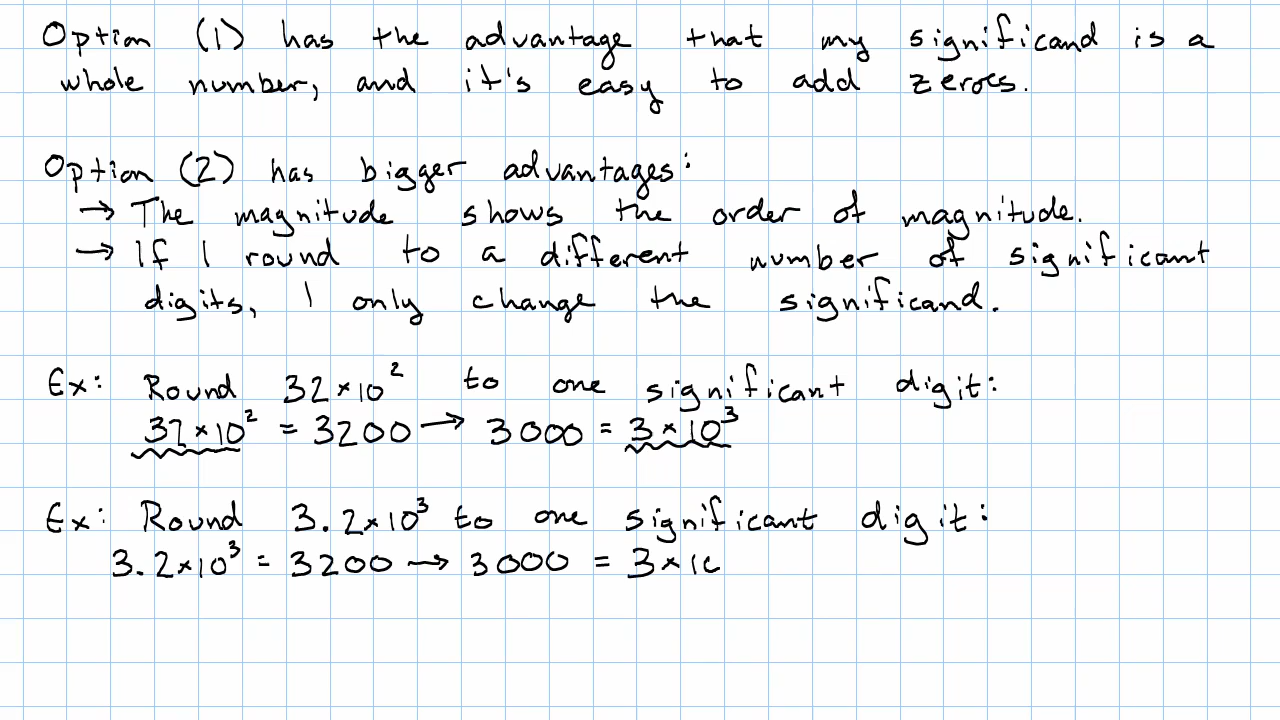 Option (1) has the advantage that my significand is a
whole number, and it's easy to add zeroes.
Option (2) has bigger advantages:
→ The magnitude shows the order of magnitude.
→ If I round to a different number of significant
digits, I only change the significand.
Ex: Round 32×10² to one significant digit:
32×10² = 3200 → 3000 = 3×10³
Ex: Round 3.2×10³ to one significant digit:
3.2×10³ = 3200 → 3000 = 3×10